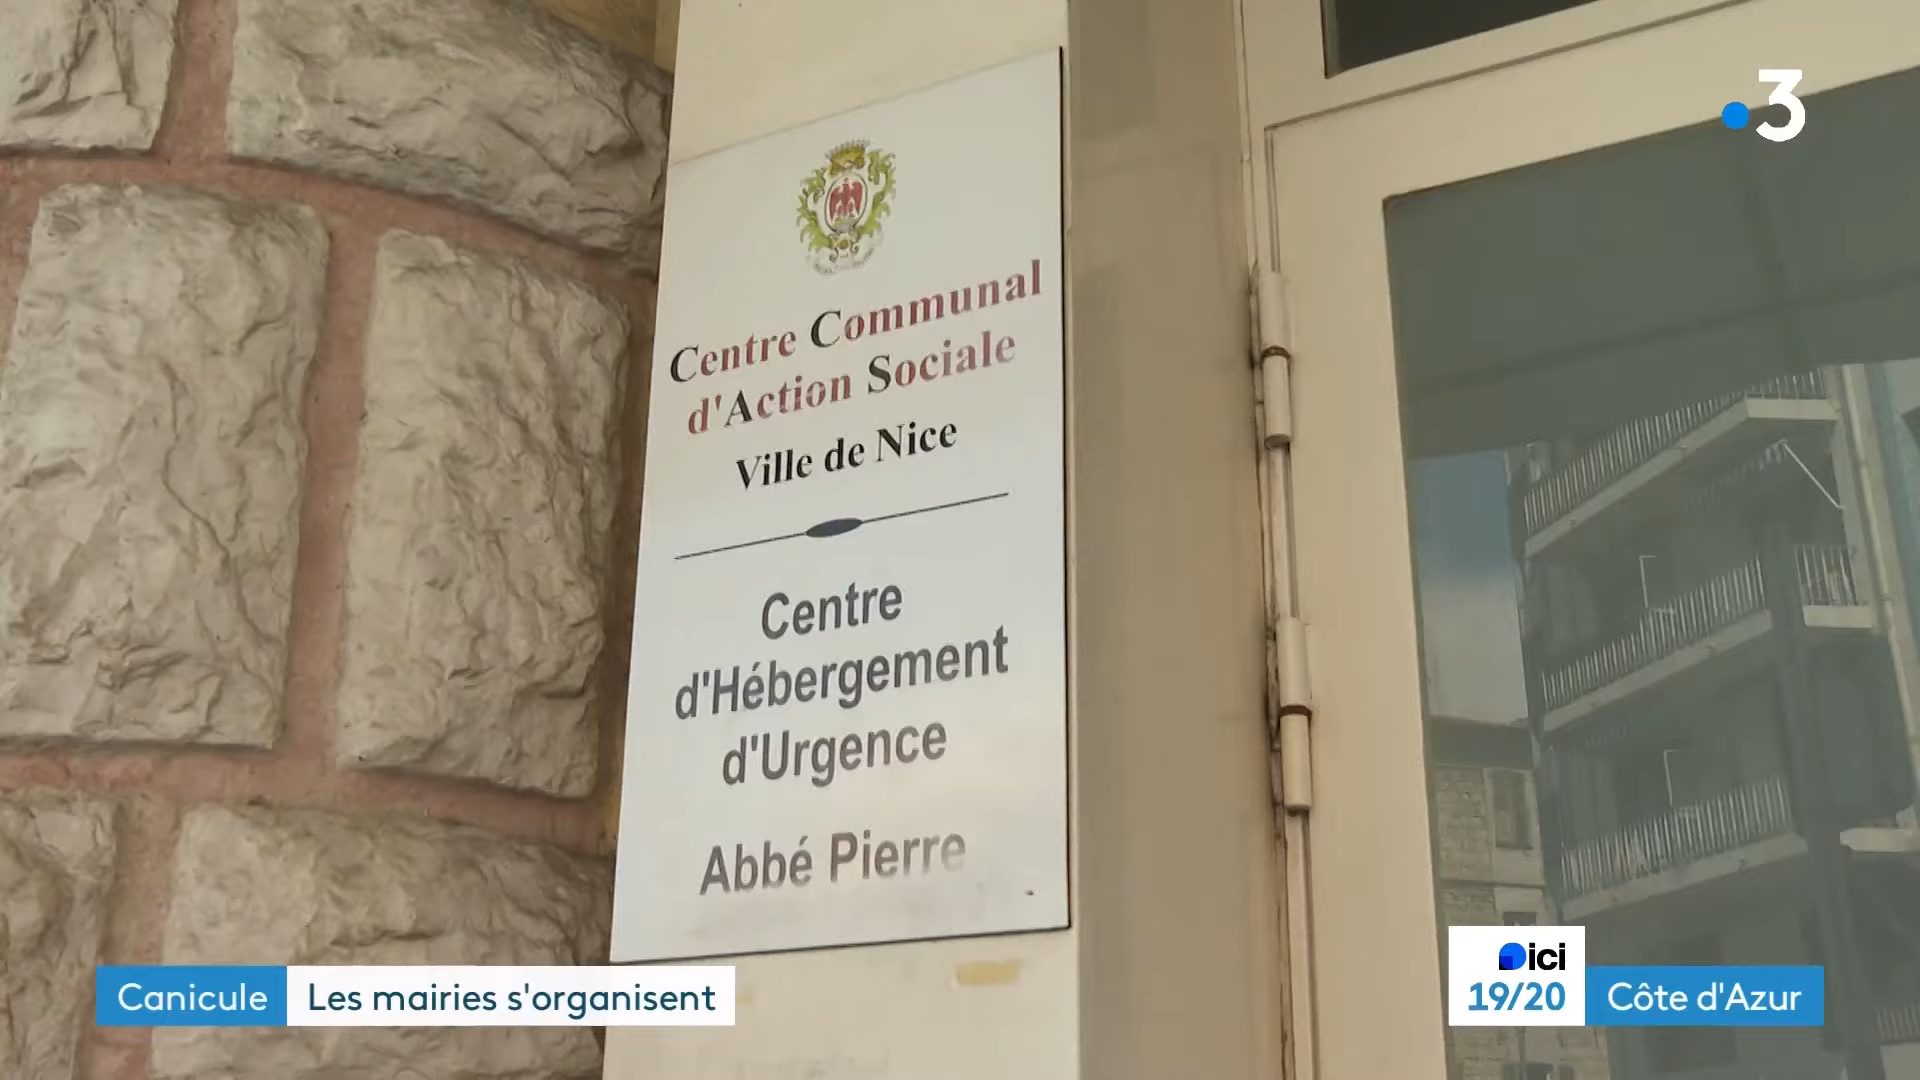 3
Centre Communal
d'Action Sociale
Ville de Nice
Centre
d'Hébergement
d'Urgence
Abbé Pierre
Canicule
Les mairies s'organisent
ici
19/20
Côte d'Azur